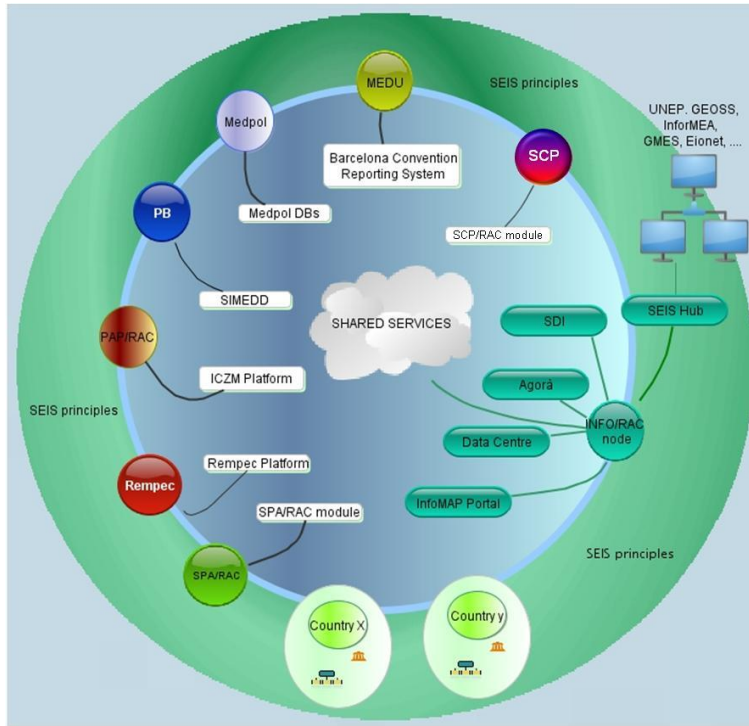 MEDU
SEIS principles
UNEP. GEOSS,
InforMEA,
GMES, Eionet, ....
Medpol
Barcelona Convention
Reporting System
SCP
Medpol DBs
PB
SCP/RAC module
SIMEDD
SHARED SERVICES
SDI
SEIS Hub
PAP/RAC
ICZM Platform
Agorà
SEIS principles
INFO/RAC
node
Data Centre
Rempec Platform
Rempec
InfoMAP Portal
SPA/RAC module
SEIS principles
SPA/RAC
Country X
Country y